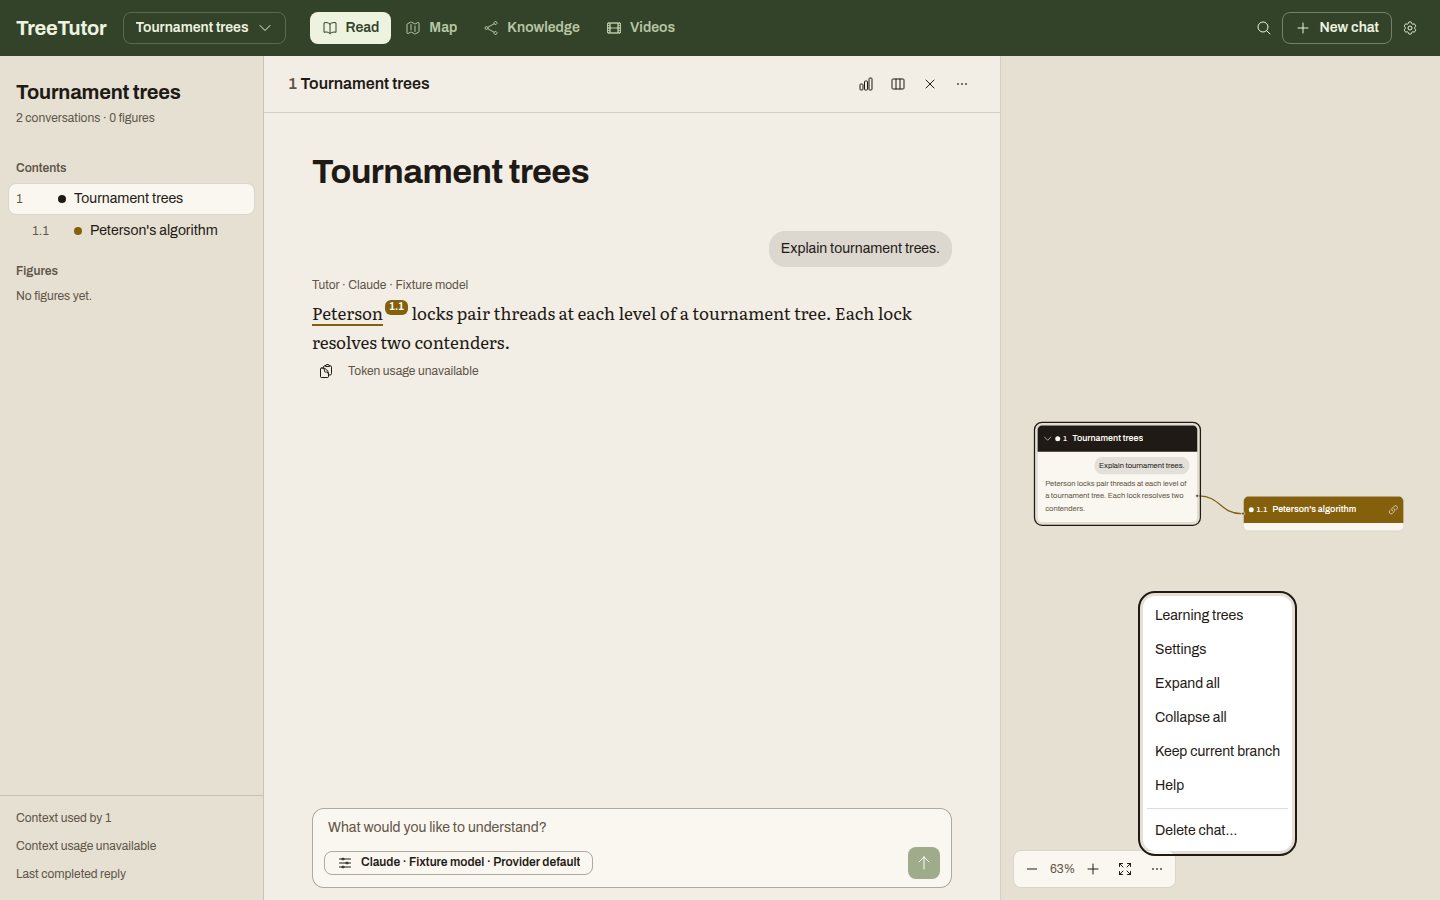 TreeTutor
Tournament trees
Read
Map
Knowledge
Videos
New chat
Tournament trees
2 conversations · 0 figures
Contents
1 Tournament trees
1.1 Peterson's algorithm
Figures
No figures yet.
Context used by 1
Context usage unavailable
Last completed reply
1 Tournament trees
Tournament trees
Explain tournament trees.
Tutor · Claude · Fixture model
Peterson 1.1 locks pair threads at each level of a tournament tree. Each lock
resolves two contenders.
Token usage unavailable
What would you like to understand?
Claude · Fixture model · Provider default
1 Tournament trees
Explain tournament trees.
Peterson locks pair threads at each level of
a tournament tree. Each lock resolves two
contenders.
1.1 Peterson's algorithm
Learning trees
Settings
Expand all
Collapse all
Keep current branch
Help
Delete chat...
63%